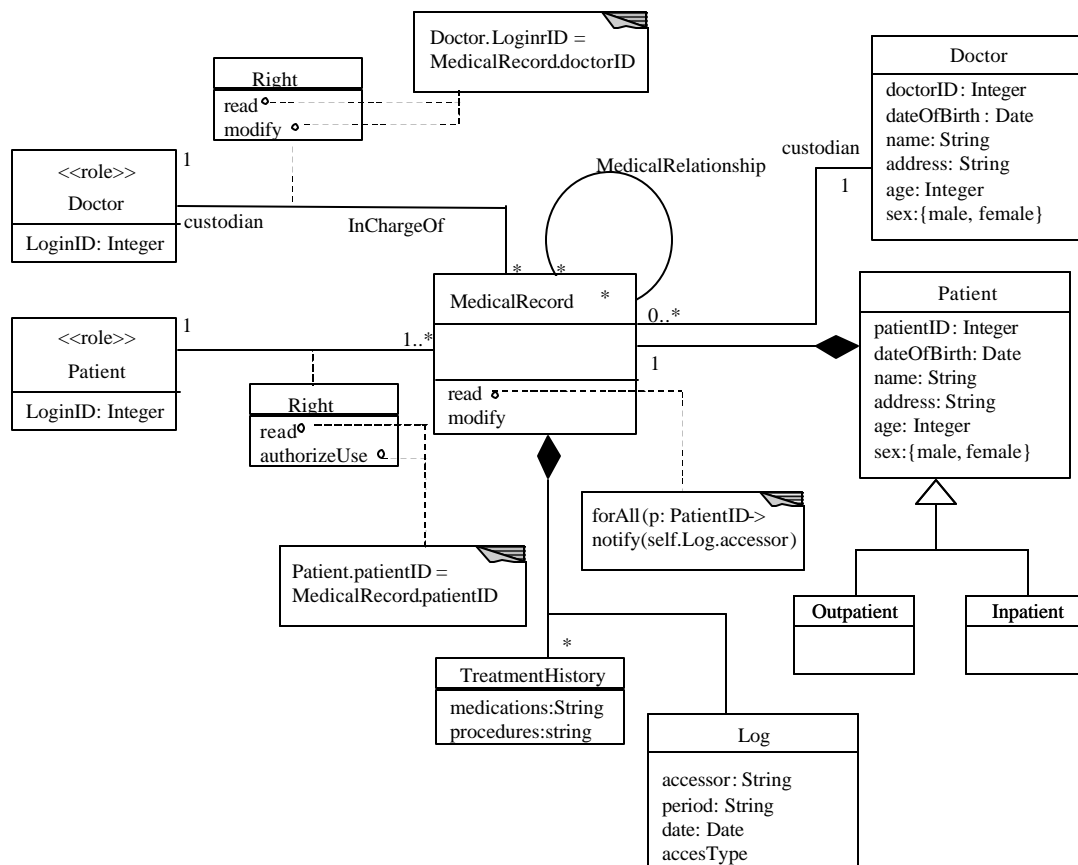 Doctor.LoginrID =
MedicalRecord.doctorID
Right
read
modify
Doctor
doctorID: Integer
dateOfBirth: Date
name: String
address: String
age: Integer
sex:{male, female}
<<role>>
Doctor
LoginID: Integer
1
custodian
InChargeOf
*
MedicalRelationship
*
*
custodian
1
0..*
MedicalRecord
read
modify
<<role>>
Patient
LoginID: Integer
1
1..*
1
Patient
patientID: Integer
dateOfBirth: Date
name: String
address: String
age: Integer
sex:{male, female}
Right
read
authorizeUse
Patient.patientID =
MedicalRecord.patientID
forAll(p: PatientID->
notify(self.Log.accessor)
Outpatient
Inpatient
*
TreatmentHistory
medications:String
procedures:string
Log
accessor: String
period: String
date: Date
accesType